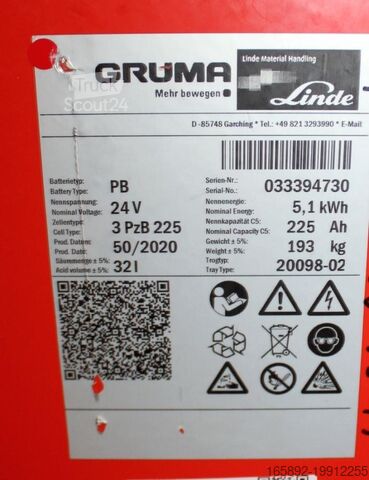 GRUMA
Mehr bewegen
Truck
Scout24
Linde Material Handling
Linde
D -85748 Garching * Tel.: +49 821 3293990 * E-Mail
Batterietyp: PB Serien-Nr.: 033394730
Battery Type: Serial-No.:
Nennspannung: 24 V Nennenergie: 5,1 kWh
Nominal Voltage: Nominal Energy:
Zellentype: 3 PzB 225 Nennkapazität C5: 225 Ah
Cell Type: Nominal Capacity C5:
Prod. Datum: 50/2020 Gewicht ± 5%: 193 kg
Prod. Date: Weight ± 5%:
Säuremenge ± 5%: 32 l Trogtyp: 20098-02
Acid volume ± 5%: Tray Type:
165892-19912255